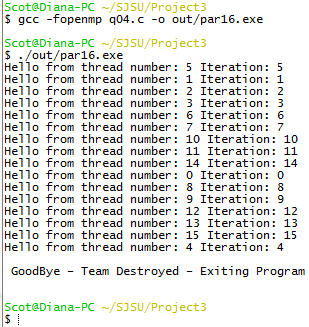 Scot@Diana-PC ~/SJSU/Project3
$ gcc -fopenmp q04.c -o out/par16.exe
Scot@Diana-PC ~/SJSU/Project3
$ ./out/par16.exe
Hello from thread number: 5 Iteration: 5
Hello from thread number: 1 Iteration: 1
Hello from thread number: 2 Iteration: 2
Hello from thread number: 3 Iteration: 3
Hello from thread number: 6 Iteration: 6
Hello from thread number: 7 Iteration: 7
Hello from thread number: 10 Iteration: 10
Hello from thread number: 11 Iteration: 11
Hello from thread number: 14 Iteration: 14
Hello from thread number: 0 Iteration: 0
Hello from thread number: 8 Iteration: 8
Hello from thread number: 9 Iteration: 9
Hello from thread number: 12 Iteration: 12
Hello from thread number: 13 Iteration: 13
Hello from thread number: 15 Iteration: 15
Hello from thread number: 4 Iteration: 4
GoodBye - Team Destroyed - Exiting Program
Scot@Diana-PC ~/SJSU/Project3
$